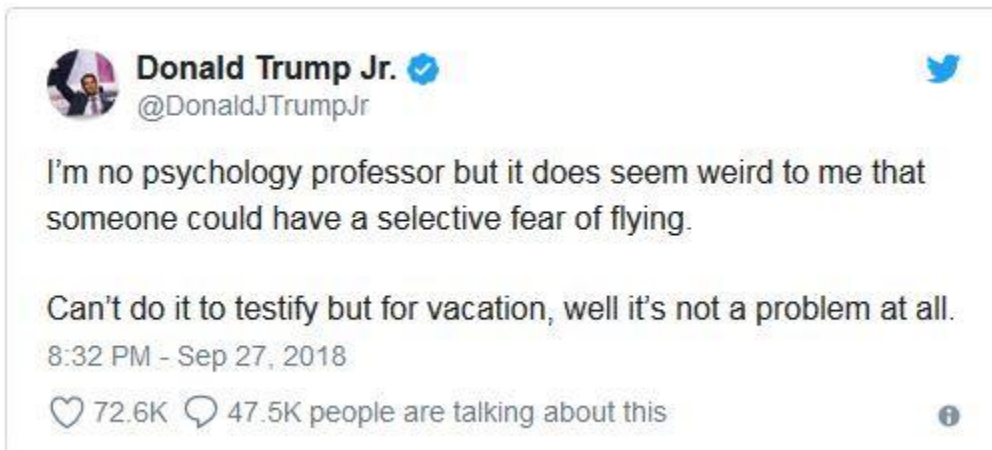 Donald Trump Jr.
@DonaldJTrumpJr
I'm no psychology professor but it does seem weird to me that
someone could have a selective fear of flying.
Can't do it to testify but for vacation, well it's not a problem at all.
8:32 PM - Sep 27, 2018
72.6K 47.5K people are talking about this